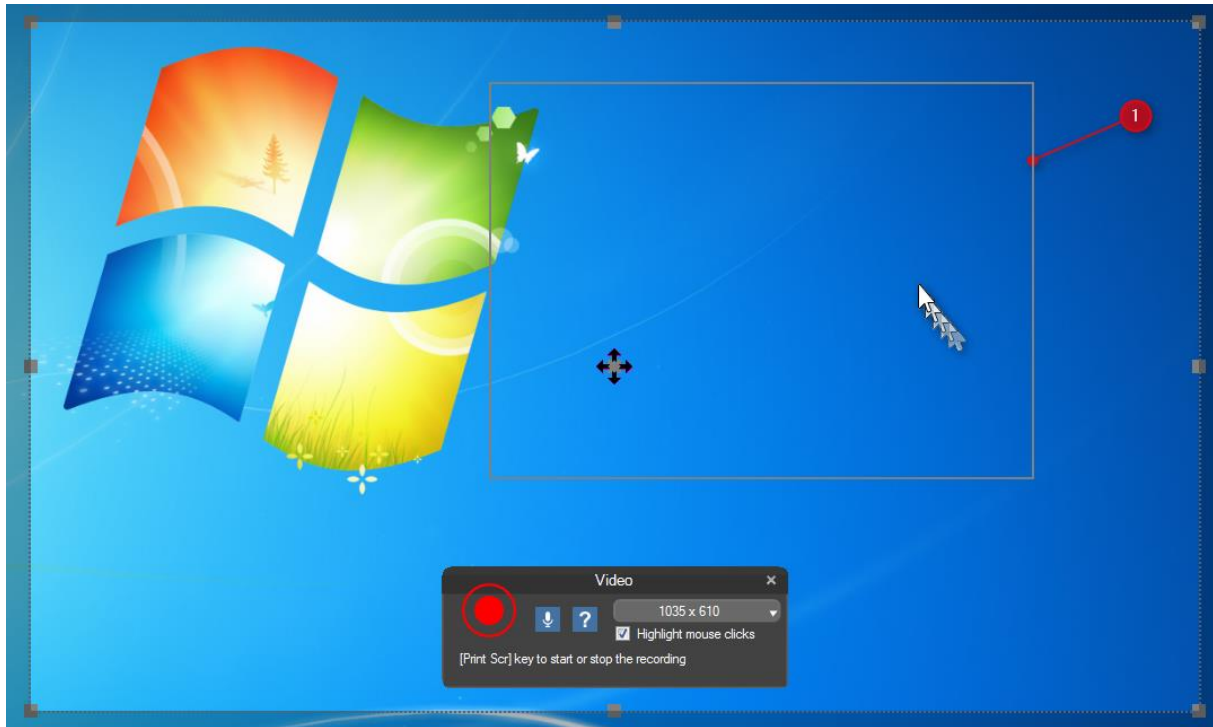 1
Video
1035 x 610
?
Highlight mouse clicks
[Print Scr] key to start or stop the recording